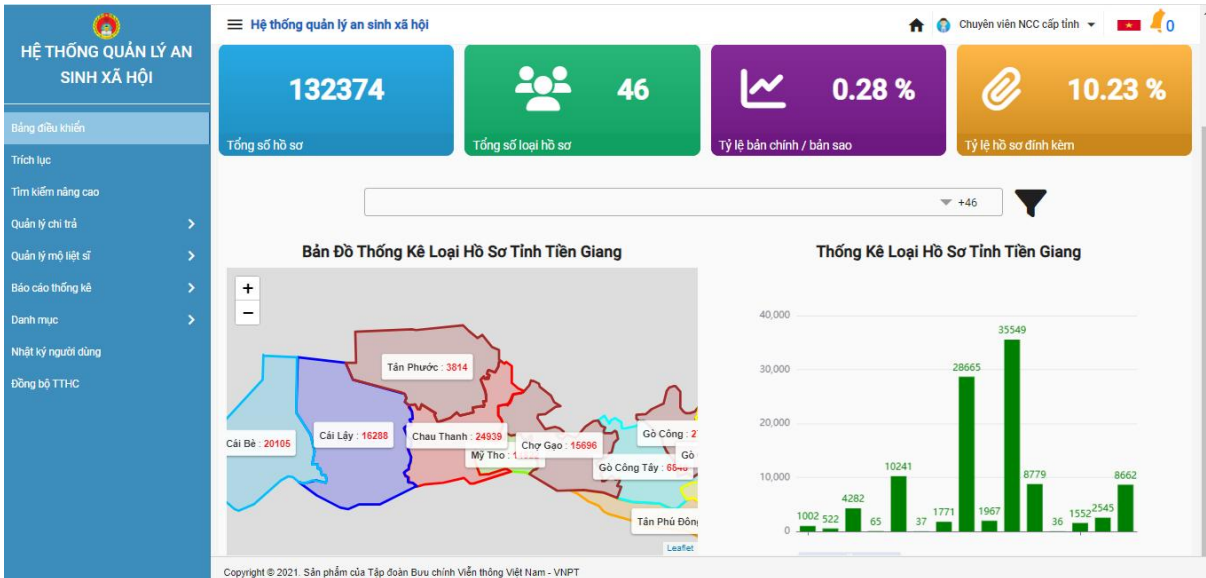 HỆ THỐNG QUẢN LÝ AN
SINH XÃ HỘI
Bảng điều khiển
Trích lục
Tìm kiếm nâng cao
Quản lý chi trả
Quản lý mộ liệt sĩ
Báo cáo thống kê
Danh mục
Nhật ký người dùng
Đồng bộ TTHC
Hệ thống quản lý an sinh xã hội
Chuyên viên NCC cấp tỉnh
0
132374
Tổng số hồ sơ
46
Tổng số loại hồ sơ
0.28 %
Tỷ lệ bản chính / bản sao
10.23 %
Tỷ lệ hồ sơ đính kèm
+46
Bản Đồ Thống Kê Loại Hồ Sơ Tỉnh Tiền Giang
+
−
Tân Phước : 3814
Cái Bè : 20105
Cái Lậy : 16288
Chau Thanh : 24939
Mỹ Tho :
Chợ Gạo : 15696
Gò Công : 2
Gò
Gò Công Tây :
Tân Phú Đông
Leaflet
Thống Kê Loại Hồ Sơ Tỉnh Tiền Giang
40,000
30,000
20,000
10,000
0
1002
522
4282
65
10241
37
1771
28665
1967
35549
8779
36
1552
2545
8662
Copyright © 2021. Sản phẩm của Tập đoàn Bưu chính Viễn thông Việt Nam - VNPT